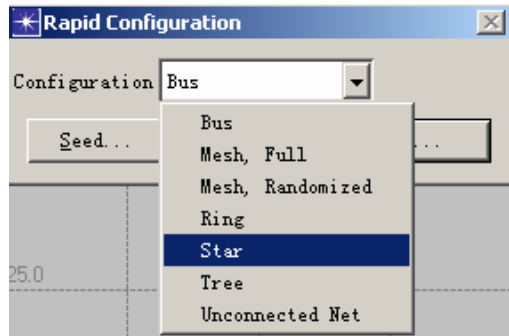 Rapid Configuration
Configuration Bus
Seed...
...
Bus
Mesh, Full
Mesh, Randomized
Ring
Star
Tree
Unconnected Net
25.0